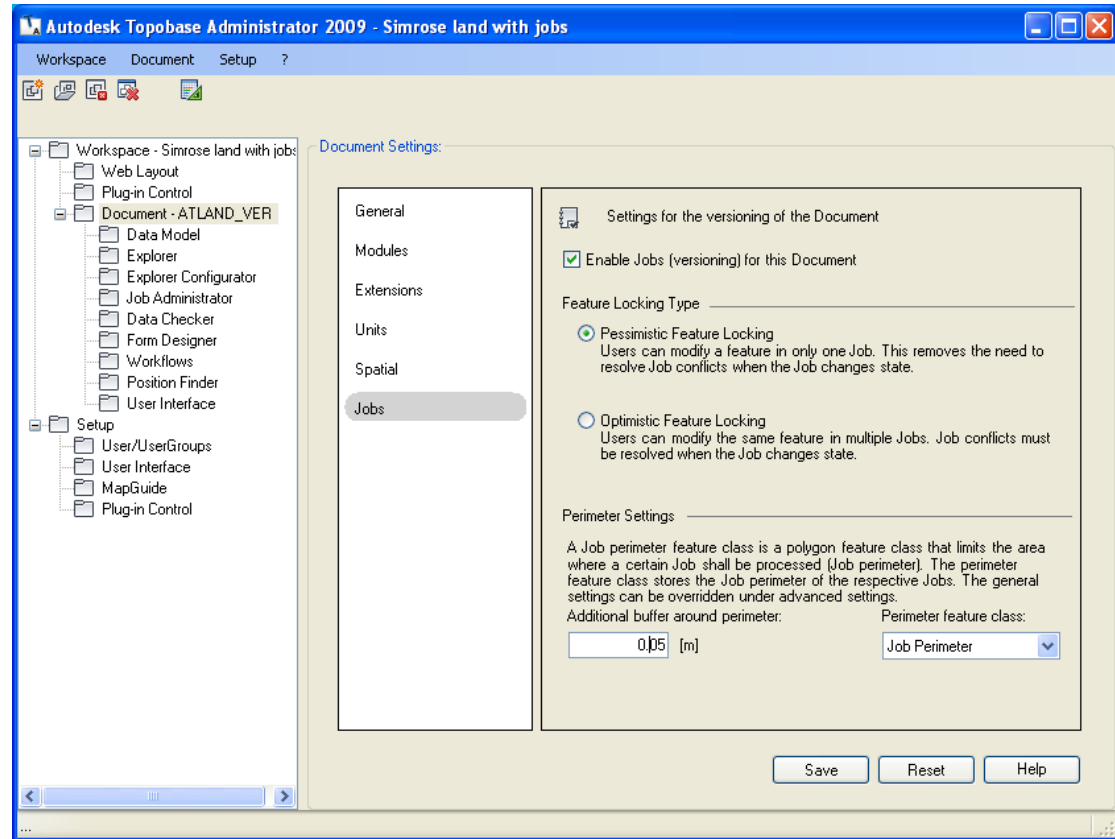 Autodesk Topobase Administrator 2009 - Simrose land with jobs
Workspace Document Setup ?
Workspace - Simrose land with jobs
Web Layout
Plug-in Control
Document - ATLAND_VER
Data Model
Explorer
Explorer Configurator
Job Administrator
Data Checker
Form Designer
Workflows
Position Finder
User Interface
Setup
User/UserGroups
User Interface
MapGuide
Plug-in Control
Document Settings:
General
Modules
Extensions
Units
Spatial
Jobs
Settings for the versioning of the Document
Enable Jobs (versioning) for this Document
Feature Locking Type
Pessimistic Feature Locking
Users can modify a feature in only one Job. This removes the need to
resolve Job conflicts when the Job changes state.
Optimistic Feature Locking
Users can modify the same feature in multiple Jobs. Job conflicts must
be resolved when the Job changes state.
Perimeter Settings
A Job perimeter feature class is a polygon feature class that limits the area
where a certain Job shall be processed (Job perimeter). The perimeter
feature class stores the Job perimeter of the respective Jobs. The general
settings can be overridden under advanced settings.
Additional buffer around perimeter: Perimeter feature class:
0.05 [m] Job Perimeter
Save Reset Help
...